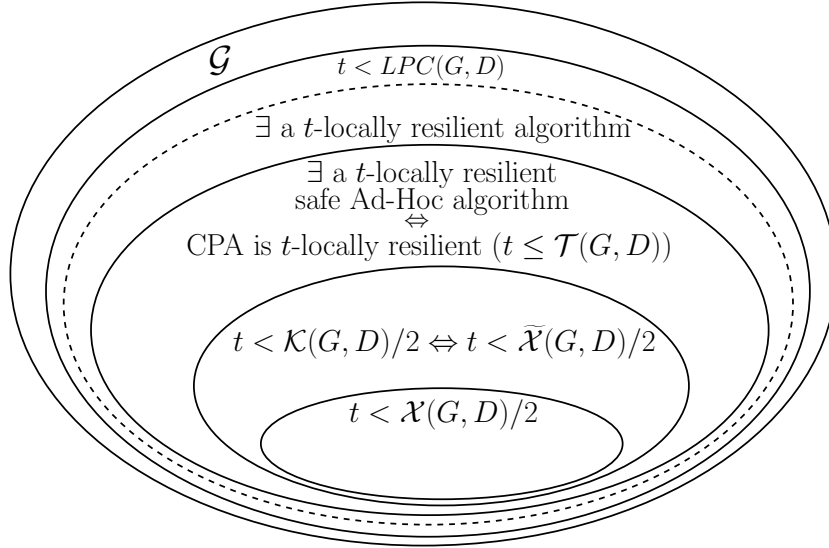 𝒢
t < LPC(G, D)
∃ a t-locally resilient algorithm
∃ a t-locally resilient
safe Ad-Hoc algorithm
⇔
CPA is t-locally resilient (t ≤ 𝒯(G, D))
t < 𝒦(G, D)/2 ⇔ t < 𝒳̃(G, D)/2
t < 𝒳(G, D)/2